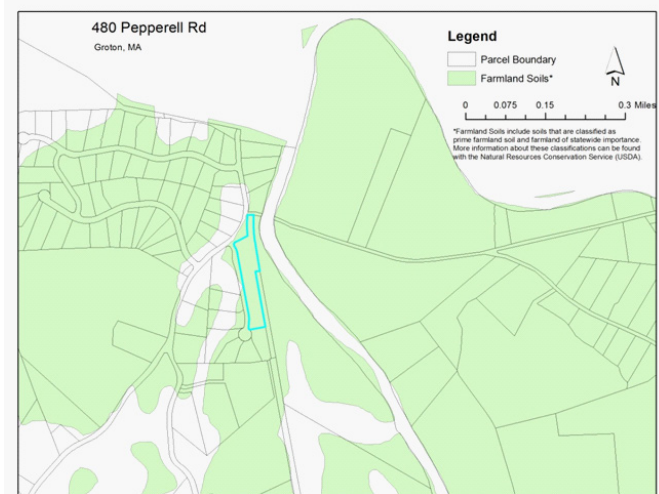 480 Pepperell Rd
Groton, MA
Legend
Parcel Boundary
Farmland Soils*
N
0 0.075 0.15 0.3 Miles
*Farmland Soils include soils that are classified as
prime farmland soil and farmland of statewide importance.
More information about these classifications can be found
with the Natural Resources Conservation Service (USDA).